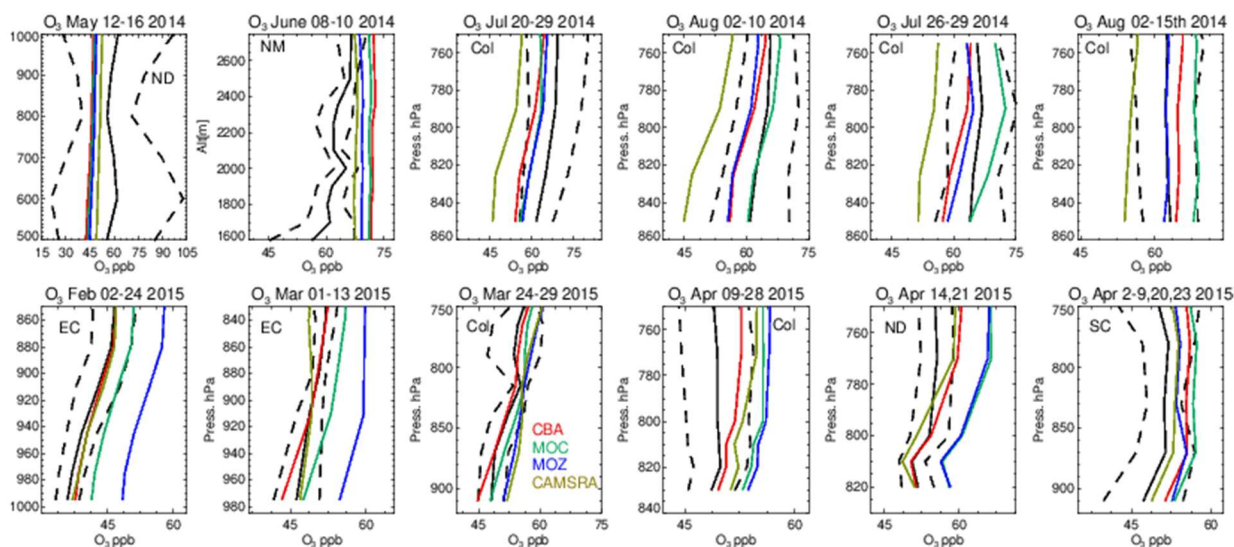 O₃ May 12-16 2014
1000
900
800
700
600
500
ND
15 30 45 60 75 90 105
O₃ ppb
O₃ June 08-10 2014
NM
Alt[m]
2600
2400
2200
2000
1800
1600
45 60 75
O₃ ppb
O₃ Jul 20-29 2014
Col
Press. hPa
760
780
800
820
840
860
45 60 75
O₃ ppb
O₃ Aug 02-10 2014
Col
Press. hPa
760
780
800
820
840
860
45 60 75
O₃ ppb
O₃ Jul 26-29 2014
Col
Press. hPa
760
780
800
820
840
860
45 60 75
O₃ ppb
O₃ Aug 02-15th 2014
Col
Press. hPa
760
780
800
820
840
860
60
O₃ ppb
O₃ Feb 02-24 2015
EC
860
880
900
920
940
960
980
1000
45 60
O₃ ppb
O₃ Mar 01-13 2015
EC
Press. hPa
840
860
880
900
920
940
960
980
45 60
O₃ ppb
O₃ Mar 24-29 2015
Col
Press. hPa
750
800
850
900
CBA
MOC
MOZ
CAMSRA
45 60 75
O₃ ppb
O₃ Apr 09-28 2015
Col
Press. hPa
760
780
800
820
840
45 60
O₃ ppb
O₃ Apr 14,21 2015
ND
Press. hPa
760
780
800
820
45 60
O₃ ppb
O₃ Apr 2-9,20,23 2015
SC
Press. hPa
750
800
850
900
45 60
O₃ ppb